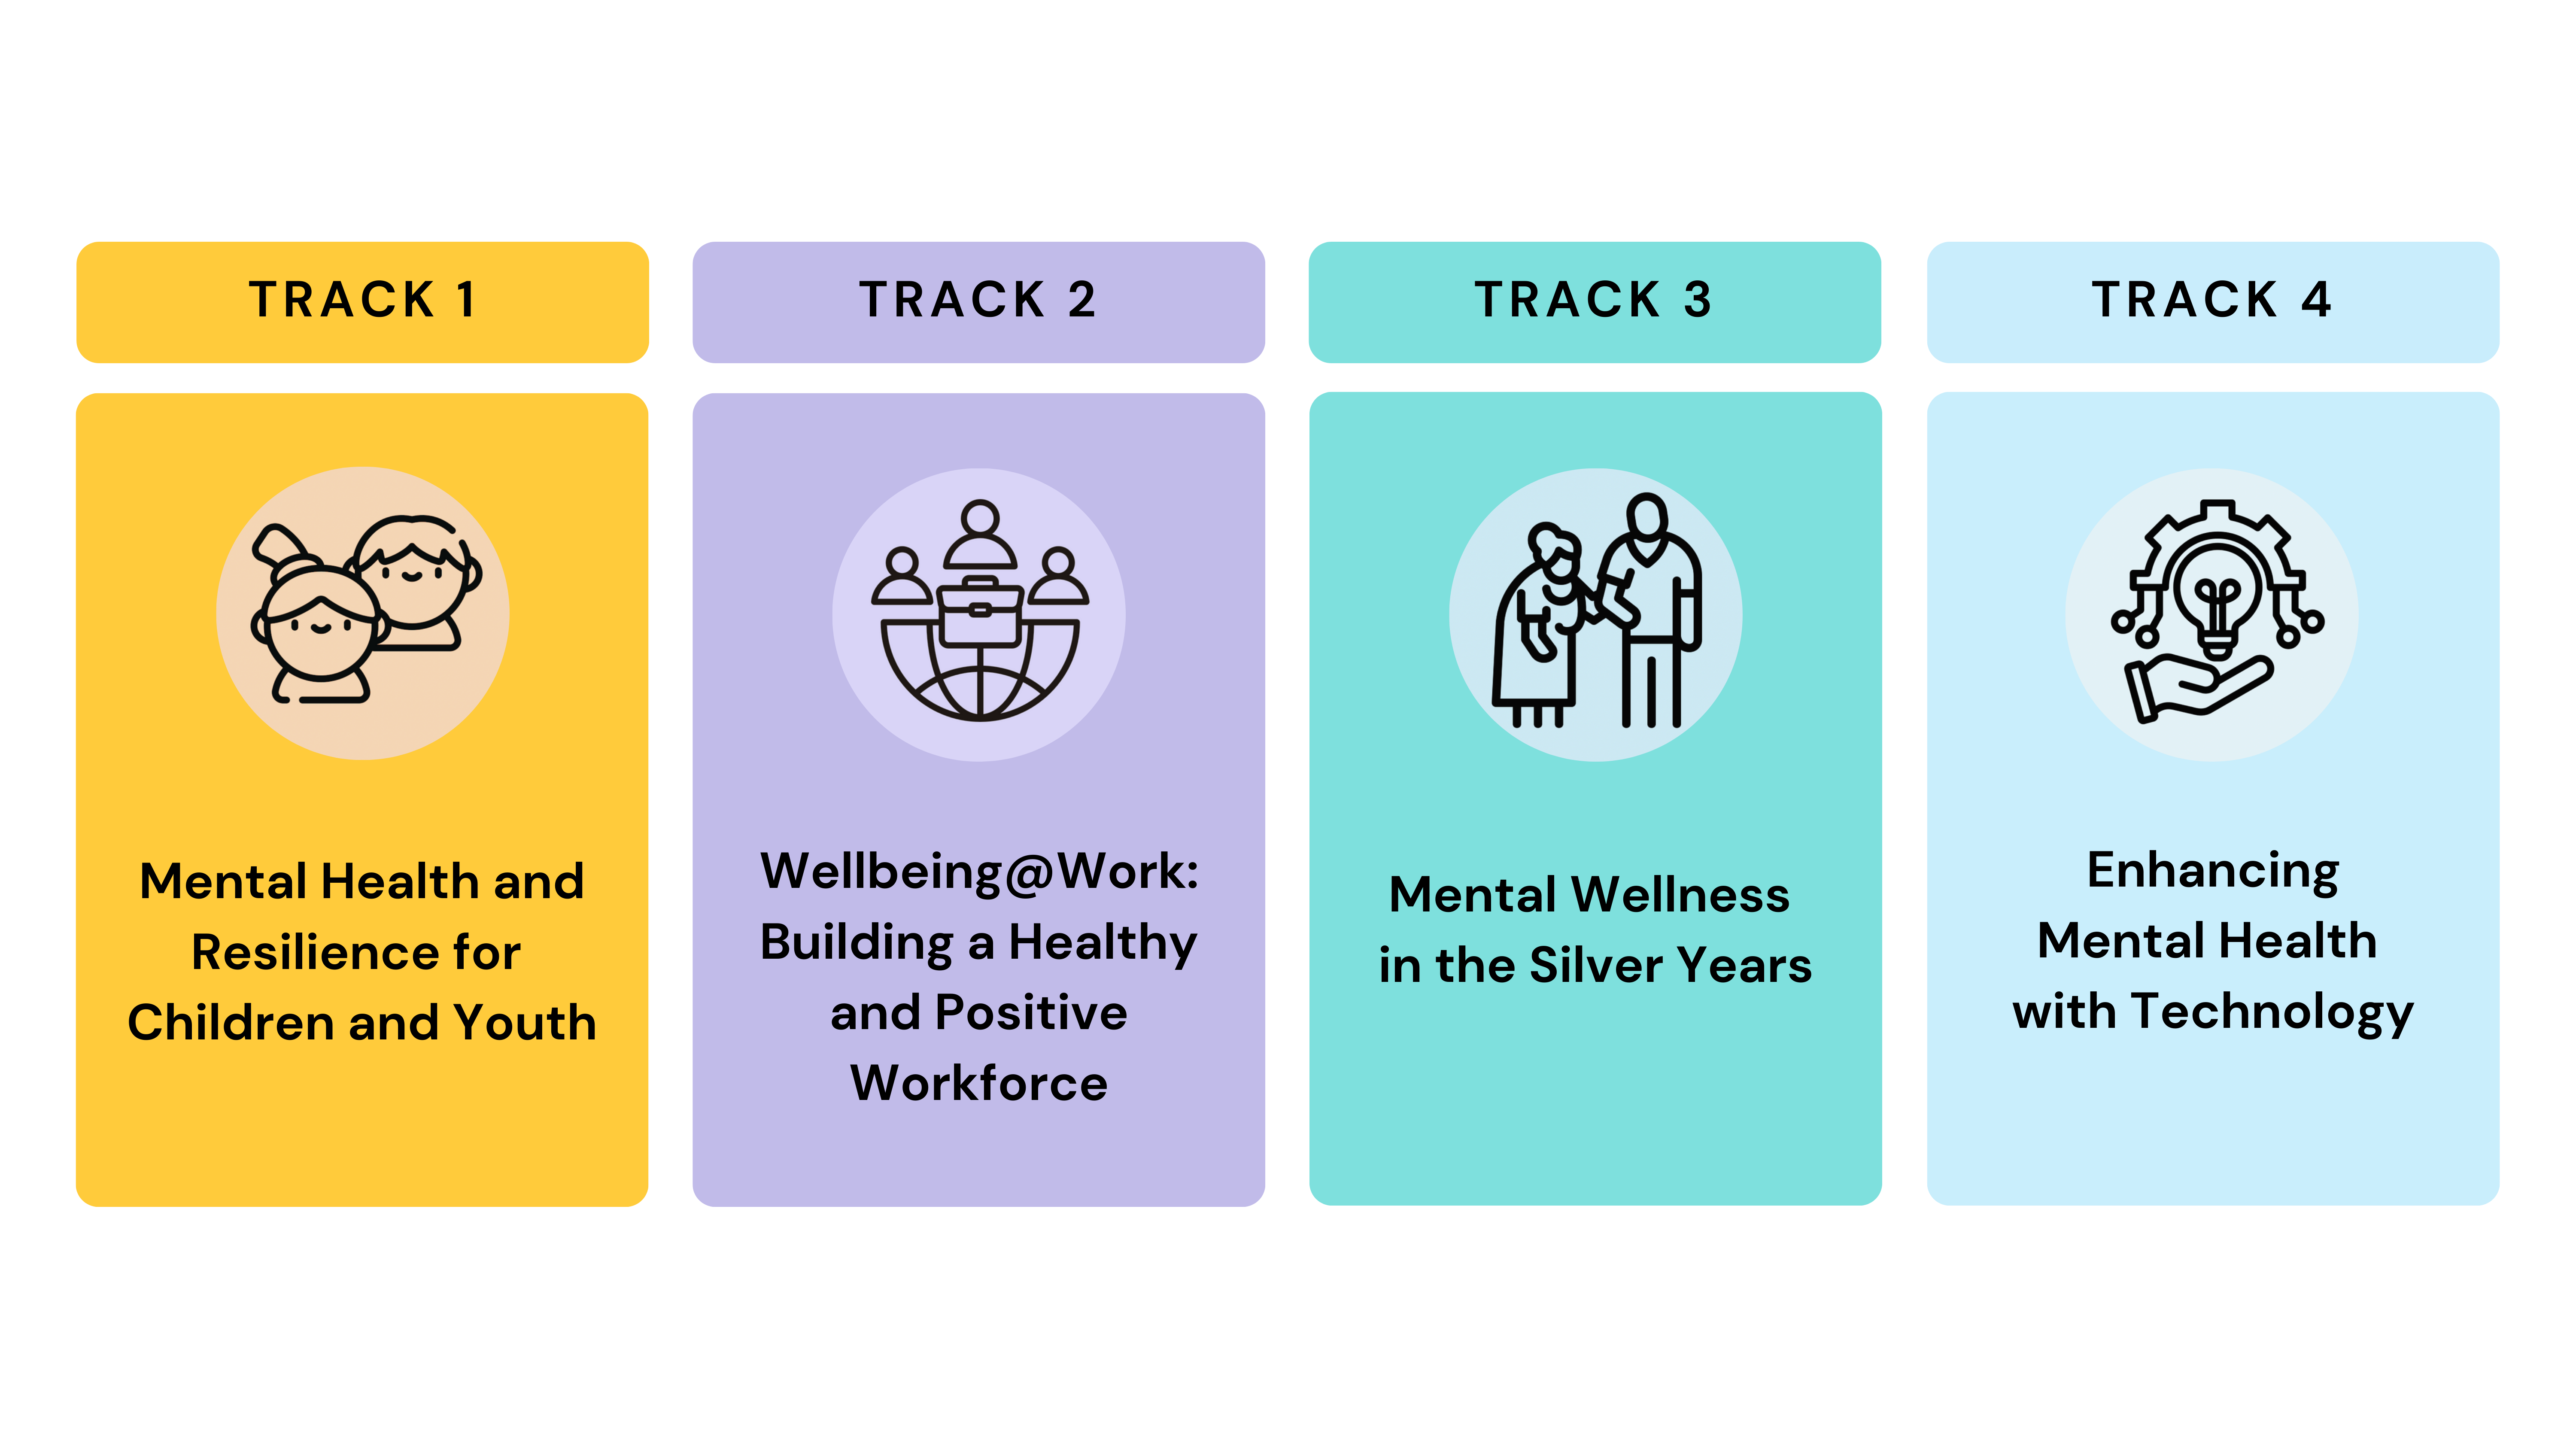 TRACK 1
Mental Health and
Resilience for
Children and Youth
TRACK 2
Wellbeing@Work:
Building a Healthy
and Positive
Workforce
TRACK 3
Mental Wellness
in the Silver Years
TRACK 4
Enhancing
Mental Health
with Technology